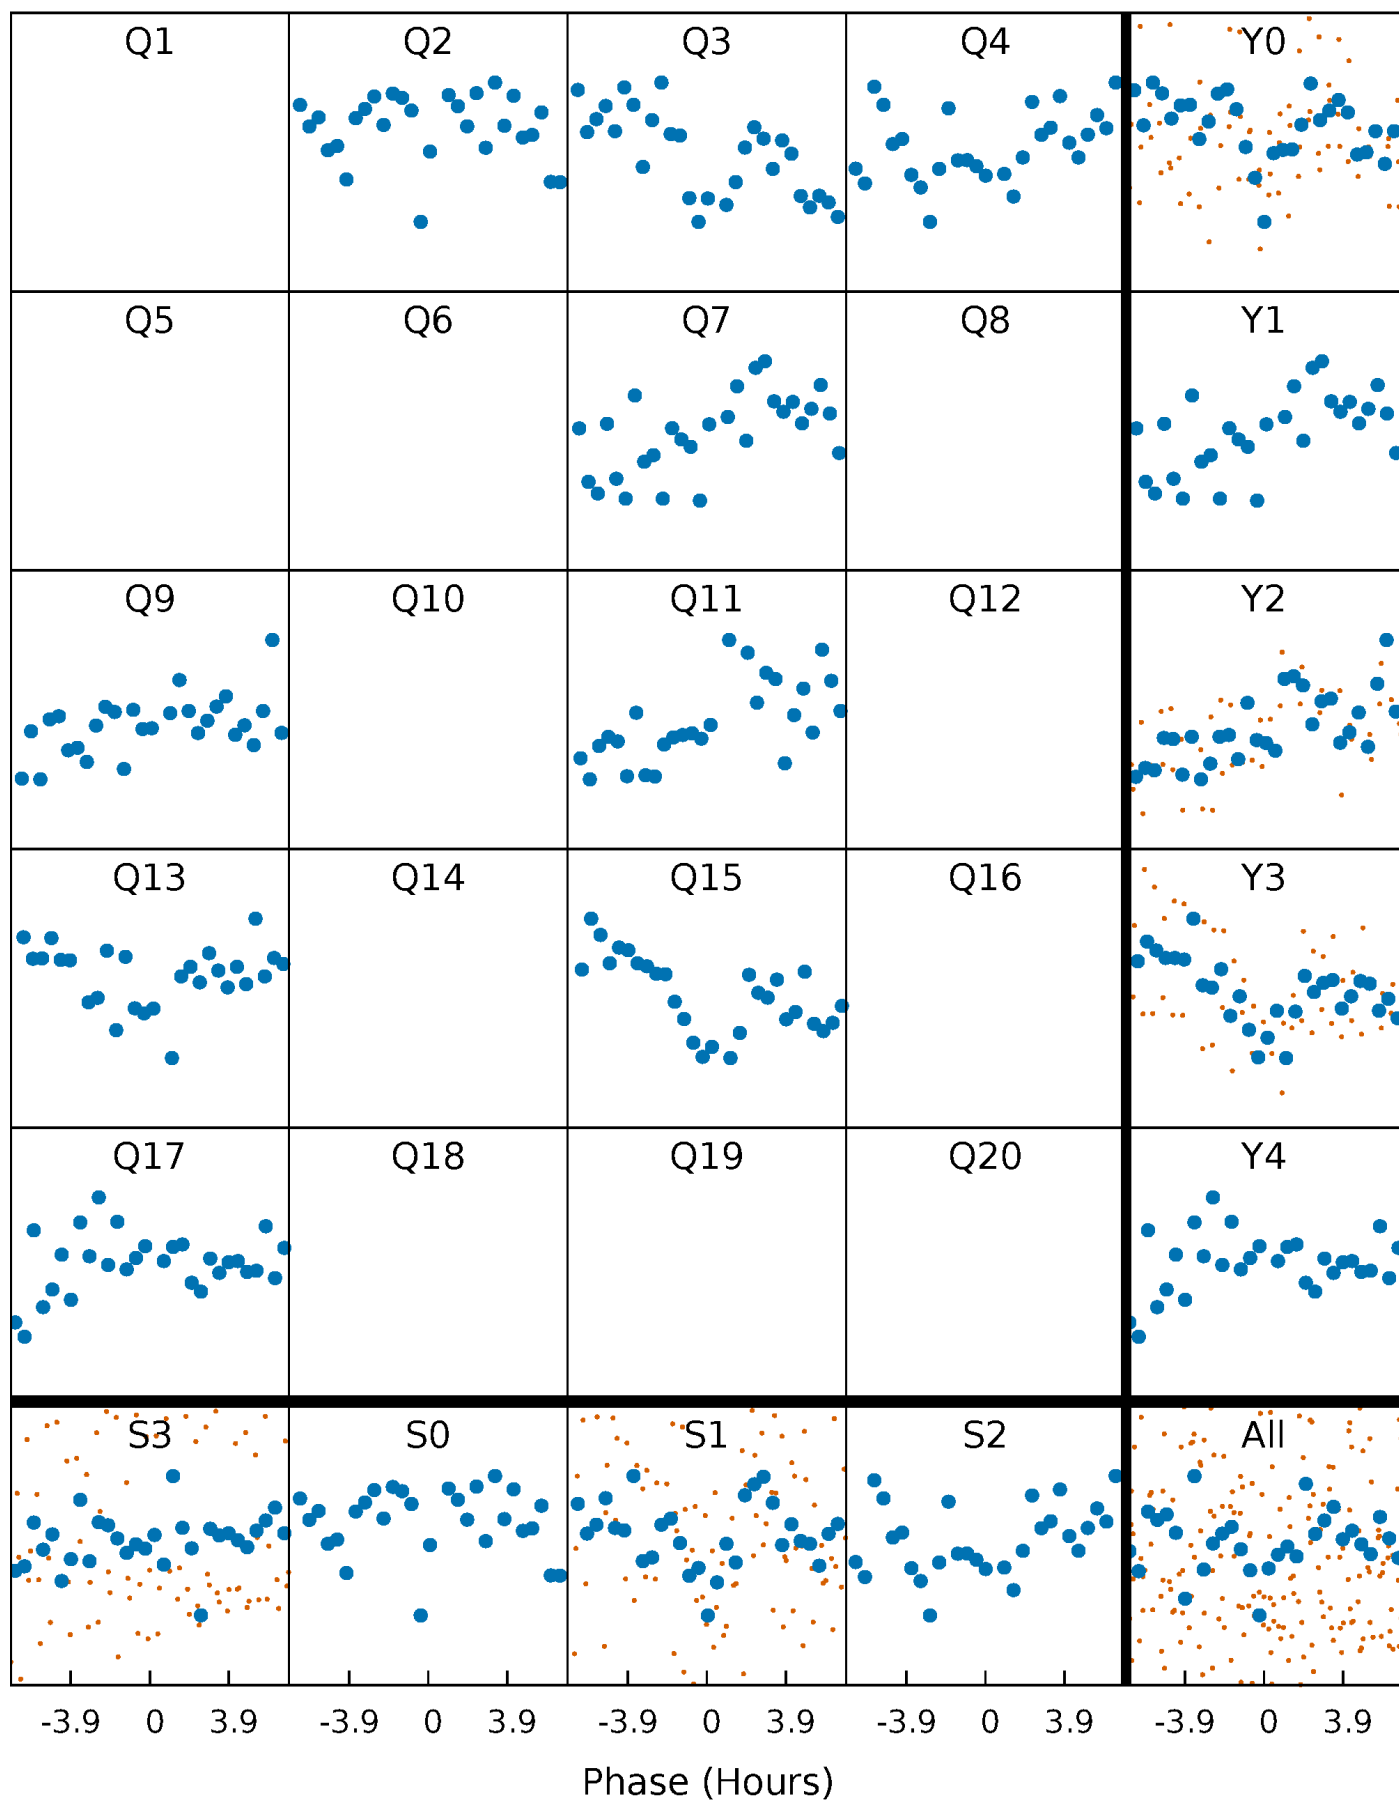 Q1 Q2 Q3 Q4 Y0
Q5 Q6 Q7 Q8 Y1
Q9 Q10 Q11 Q12 Y2
Q13 Q14 Q15 Q16 Y3
Q17 Q18 Q19 Q20 Y4
S3 S0 S1 S2 All
-3.9 0 3.9 -3.9 0 3.9 -3.9 0 3.9 -3.9 0 3.9 -3.9 0 3.9
Phase (Hours)